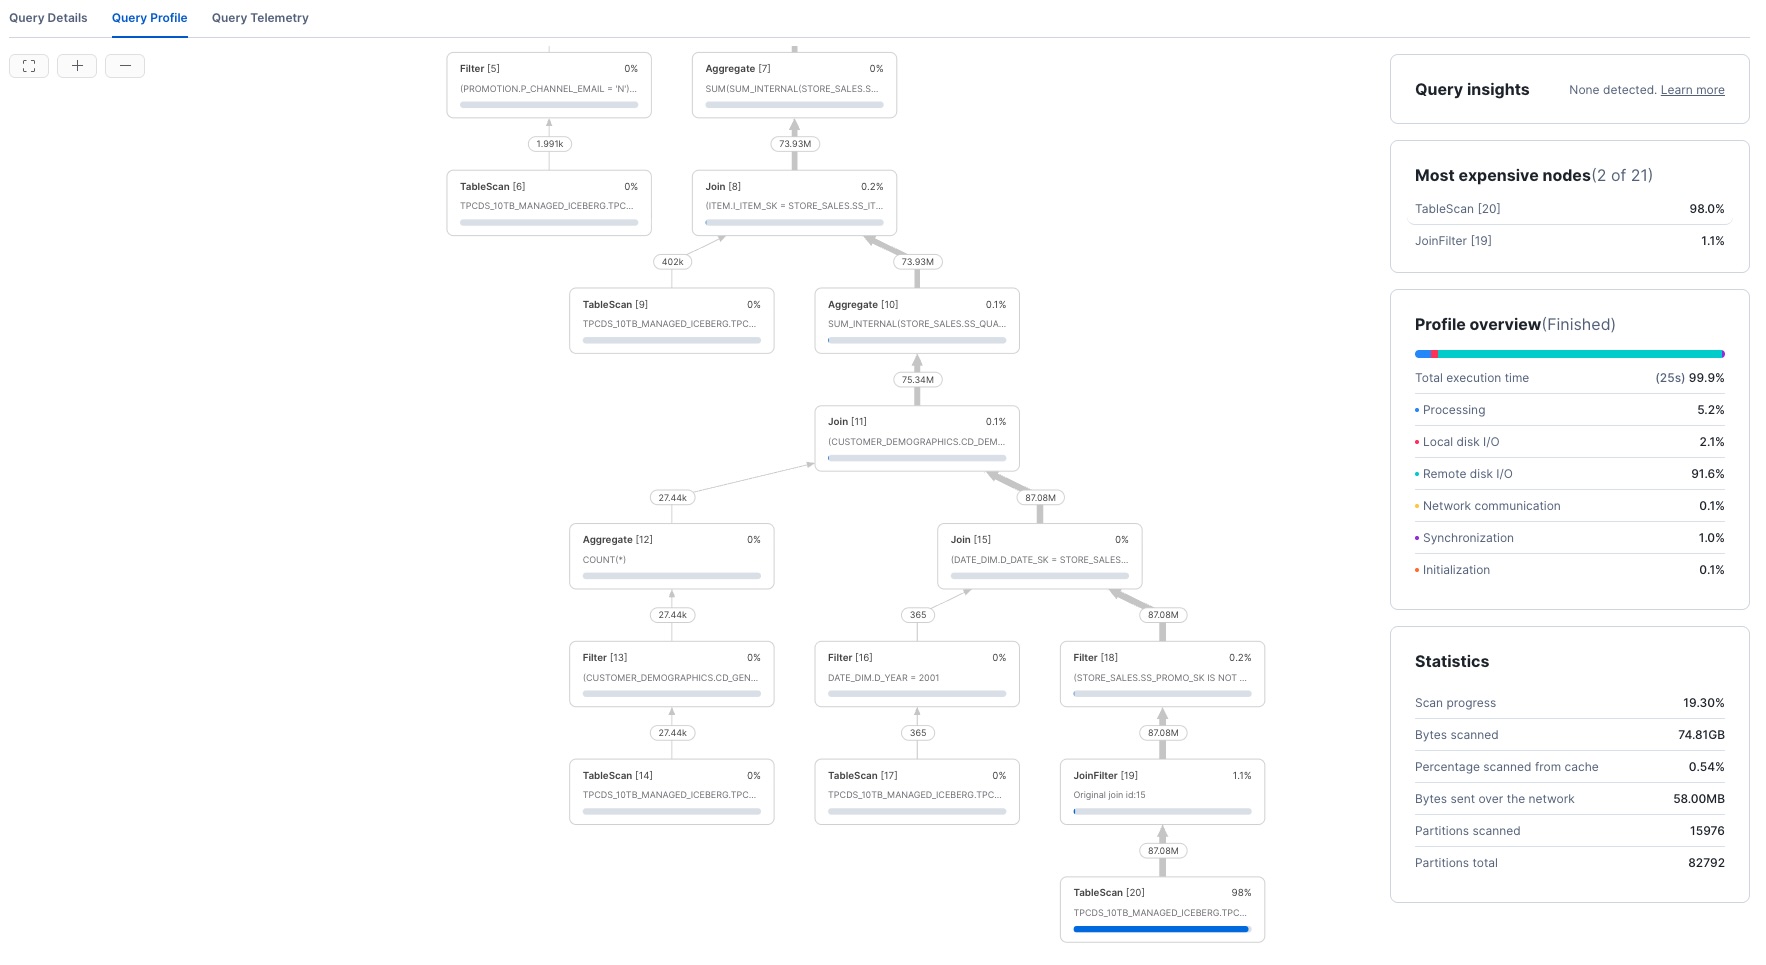 Query Details
Query Profile
Query Telemetry
Filter [5] 0%
(PROMOTION.P_CHANNEL_EMAIL = 'N')...
Aggregate [7] 0%
SUM(SUM_INTERNAL(STORE_SALES.S...
1.991k
73.93M
TableScan [6] 0%
TPCDS_10TB_MANAGED_ICEBERG.TPC...
Join [8] 0.2%
(ITEM.I_ITEM_SK = STORE_SALES.SS_IT...
402k
73.93M
TableScan [9] 0%
TPCDS_10TB_MANAGED_ICEBERG.TPC...
Aggregate [10] 0.1%
SUM_INTERNAL(STORE_SALES.SS_QUA...
75.34M
Join [11] 0.1%
(CUSTOMER_DEMOGRAPHICS.CD_DEM...
27.44k
87.08M
Aggregate [12] 0%
COUNT(*)
Join [15] 0%
(DATE_DIM.D_DATE_SK = STORE_SALES...
27.44k
365
87.08M
Filter [13] 0%
(CUSTOMER_DEMOGRAPHICS.CD_GEN...
Filter [16] 0%
DATE_DIM.D_YEAR = 2001
Filter [18] 0.2%
(STORE_SALES.SS_PROMO_SK IS NOT ...
27.44k
365
87.08M
TableScan [14] 0%
TPCDS_10TB_MANAGED_ICEBERG.TPC...
TableScan [17] 0%
TPCDS_10TB_MANAGED_ICEBERG.TPC...
JoinFilter [19] 1.1%
Original join id:15
87.08M
TableScan [20] 98%
TPCDS_10TB_MANAGED_ICEBERG.TPC...
Query insights None detected. Learn more
Most expensive nodes(2 of 21)
TableScan [20] 98.0%
JoinFilter [19] 1.1%
Profile overview(Finished)
Total execution time (25s) 99.9%
Processing 5.2%
Local disk I/O 2.1%
Remote disk I/O 91.6%
Network communication 0.1%
Synchronization 1.0%
Initialization 0.1%
Statistics
Scan progress 19.30%
Bytes scanned 74.81GB
Percentage scanned from cache 0.54%
Bytes sent over the network 58.00MB
Partitions scanned 15976
Partitions total 82792